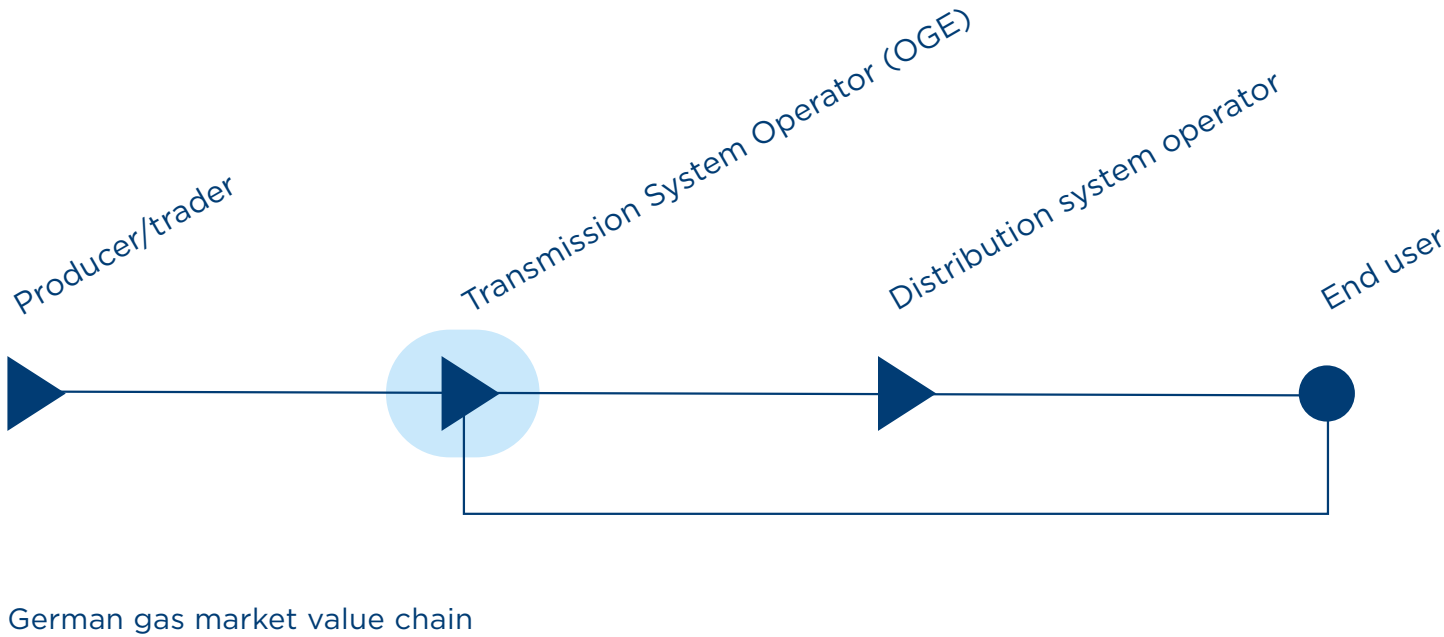 Producer/trader
Transmission System Operator (OGE)
Distribution system operator
End user
German gas market value chain